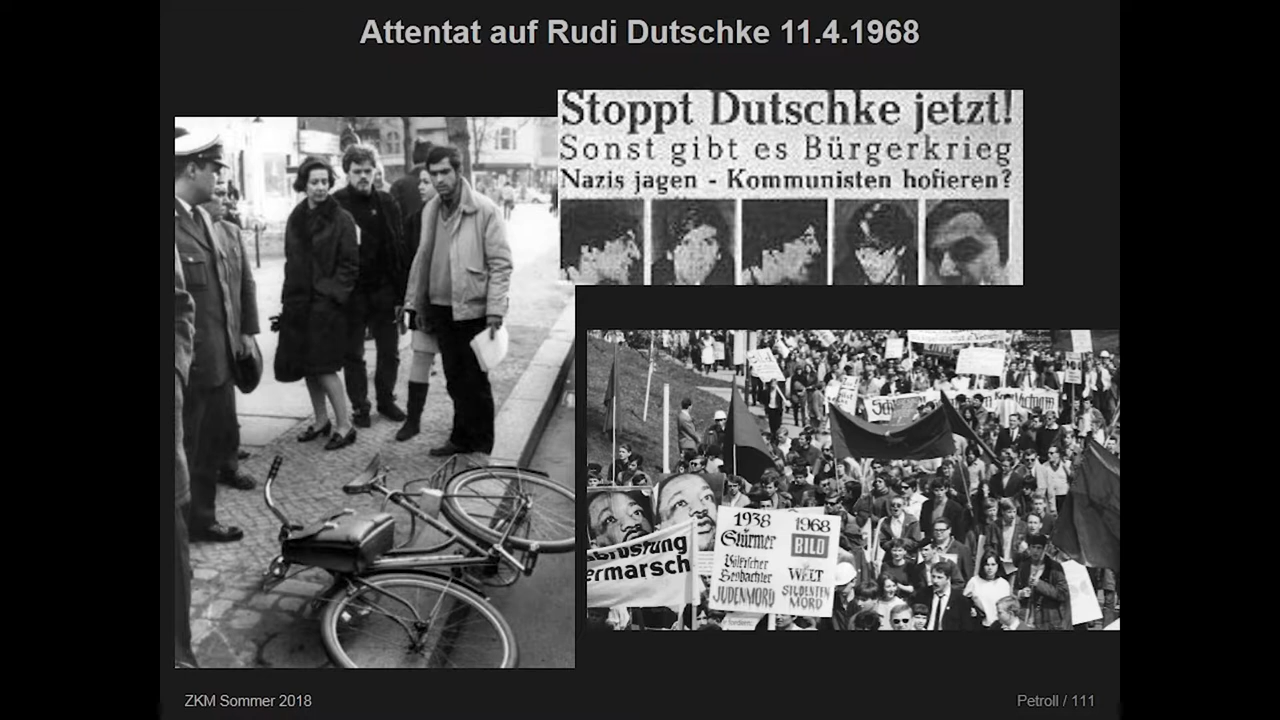 Attentat auf Rudi Dutschke 11.4.1968
Stoppt Dutschke jetzt!
Sonst gibt es Bürgerkrieg
Nazis jagen - Kommunisten hofieren?
1938
Stürmer
Völkischer
Beobachter
JUDENMORD
1968
BILD
WELT
STUDENTEN
MORD
ermarsch
ZKM Sommer 2018
Petroll / 111